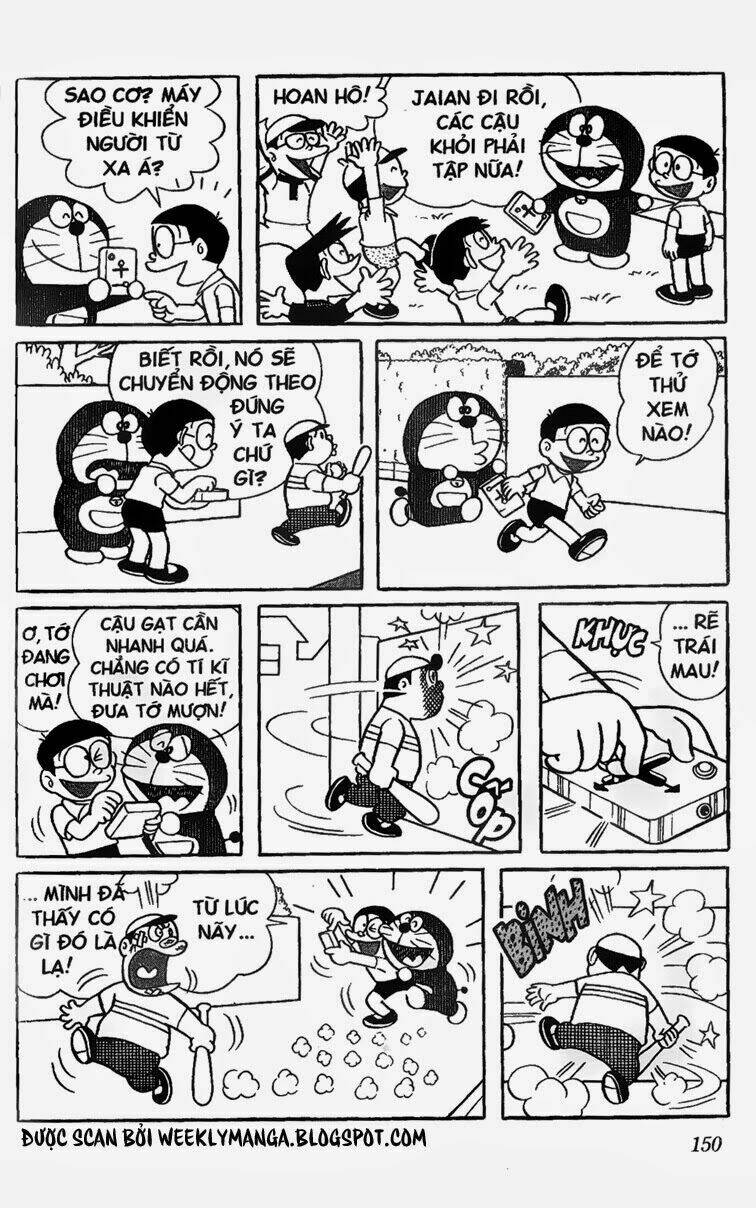 SAO CƠ? MÁY
ĐIỀU KHIỂN
NGƯỜI TỪ
XA Á?
HOAN HÔ!
JAIAN ĐI RỒI,
CÁC CẬU
KHỎI PHẢI
TẬP NỮA!
BIẾT RỒI, NÓ SẼ
CHUYỂN ĐỘNG THEO
ĐÚNG
Ý TA
CHỨ
GÌ?
ĐỂ TỚ
THỬ
XEM
NÀO!
Ơ, TỚ
ĐANG
CHƠI
MÀ!
CẬU GẠT CẦN
NHANH QUÁ.
CHẲNG CÓ TÍ KĨ
THUẬT NÀO HẾT,
ĐƯA TỚ MƯỢN!
CỐP
KHỰC
... RẼ
TRÁI
MAU!
... MÌNH ĐÃ
THẤY CÓ
GÌ ĐÓ LÀ
LẠ!
TỪ LÚC
NÃY...
BỈNH
ĐƯỢC SCAN BỞI WEEKLYMANGA.BLOGSPOT.COM
150